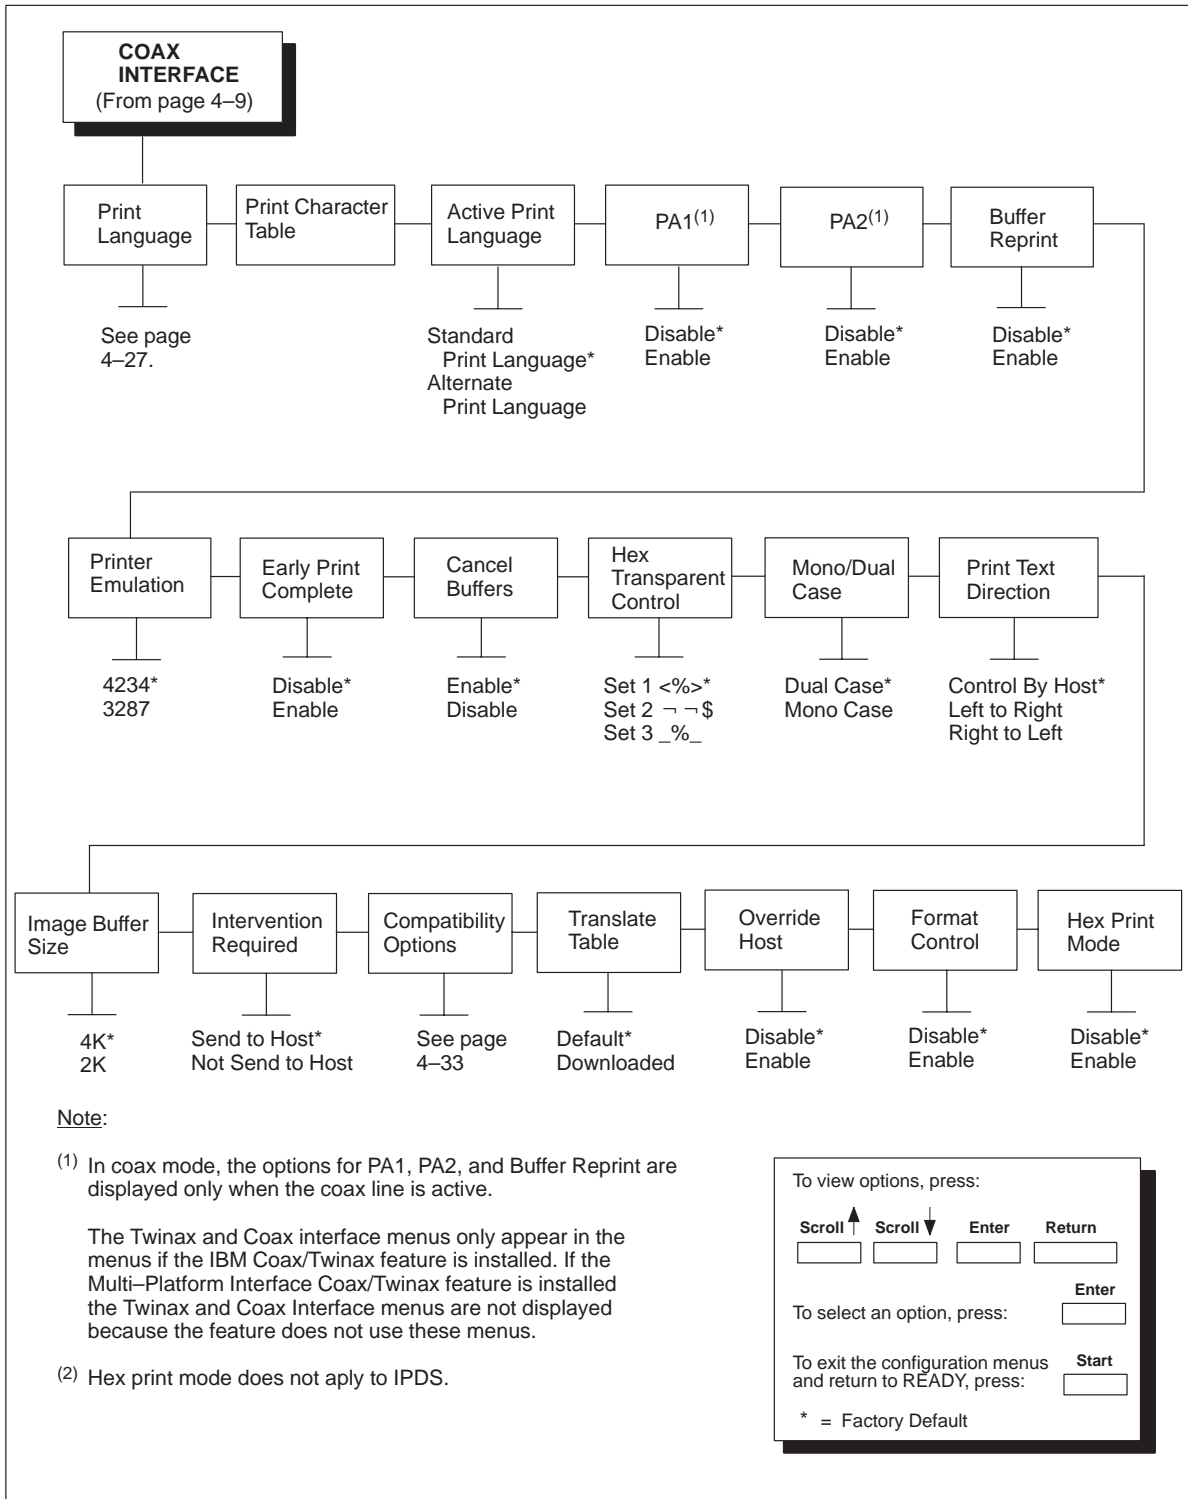 COAX
INTERFACE
(From page 4–9)
Print
Language
Print Character
Table
Active Print
Language
PA1(1)
PA2(1)
Buffer
Reprint
See page
4–27.
Standard
Print Language*
Alternate
Print Language
Disable*
Enable
Disable*
Enable
Disable*
Enable
Printer
Emulation
Early Print
Complete
Cancel
Buffers
Hex
Transparent
Control
Mono/Dual
Case
Print Text
Direction
4234*
3287
Disable*
Enable
Enable*
Disable
Set 1 <%>*
Set 2 ¬ ¬ $
Set 3 _%_
Dual Case*
Mono Case
Control By Host*
Left to Right
Right to Left
Image Buffer
Size
Intervention
Required
Compatibility
Options
Translate
Table
Override
Host
Format
Control
Hex Print
Mode
4K*
2K
Send to Host*
Not Send to Host
See page
4–33
Default*
Downloaded
Disable*
Enable
Disable*
Enable
Disable*
Enable
Note:
(1) In coax mode, the options for PA1, PA2, and Buffer Reprint are
displayed only when the coax line is active.
The Twinax and Coax interface menus only appear in the
menus if the IBM Coax/Twinax feature is installed. If the
Multi–Platform Interface Coax/Twinax feature is installed
the Twinax and Coax Interface menus are not displayed
because the feature does not use these menus.
(2) Hex print mode does not aply to IPDS.
To view options, press:
Scroll Scroll Enter Return
Enter
To select an option, press:
To exit the configuration menus
and return to READY, press:
Start
* = Factory Default